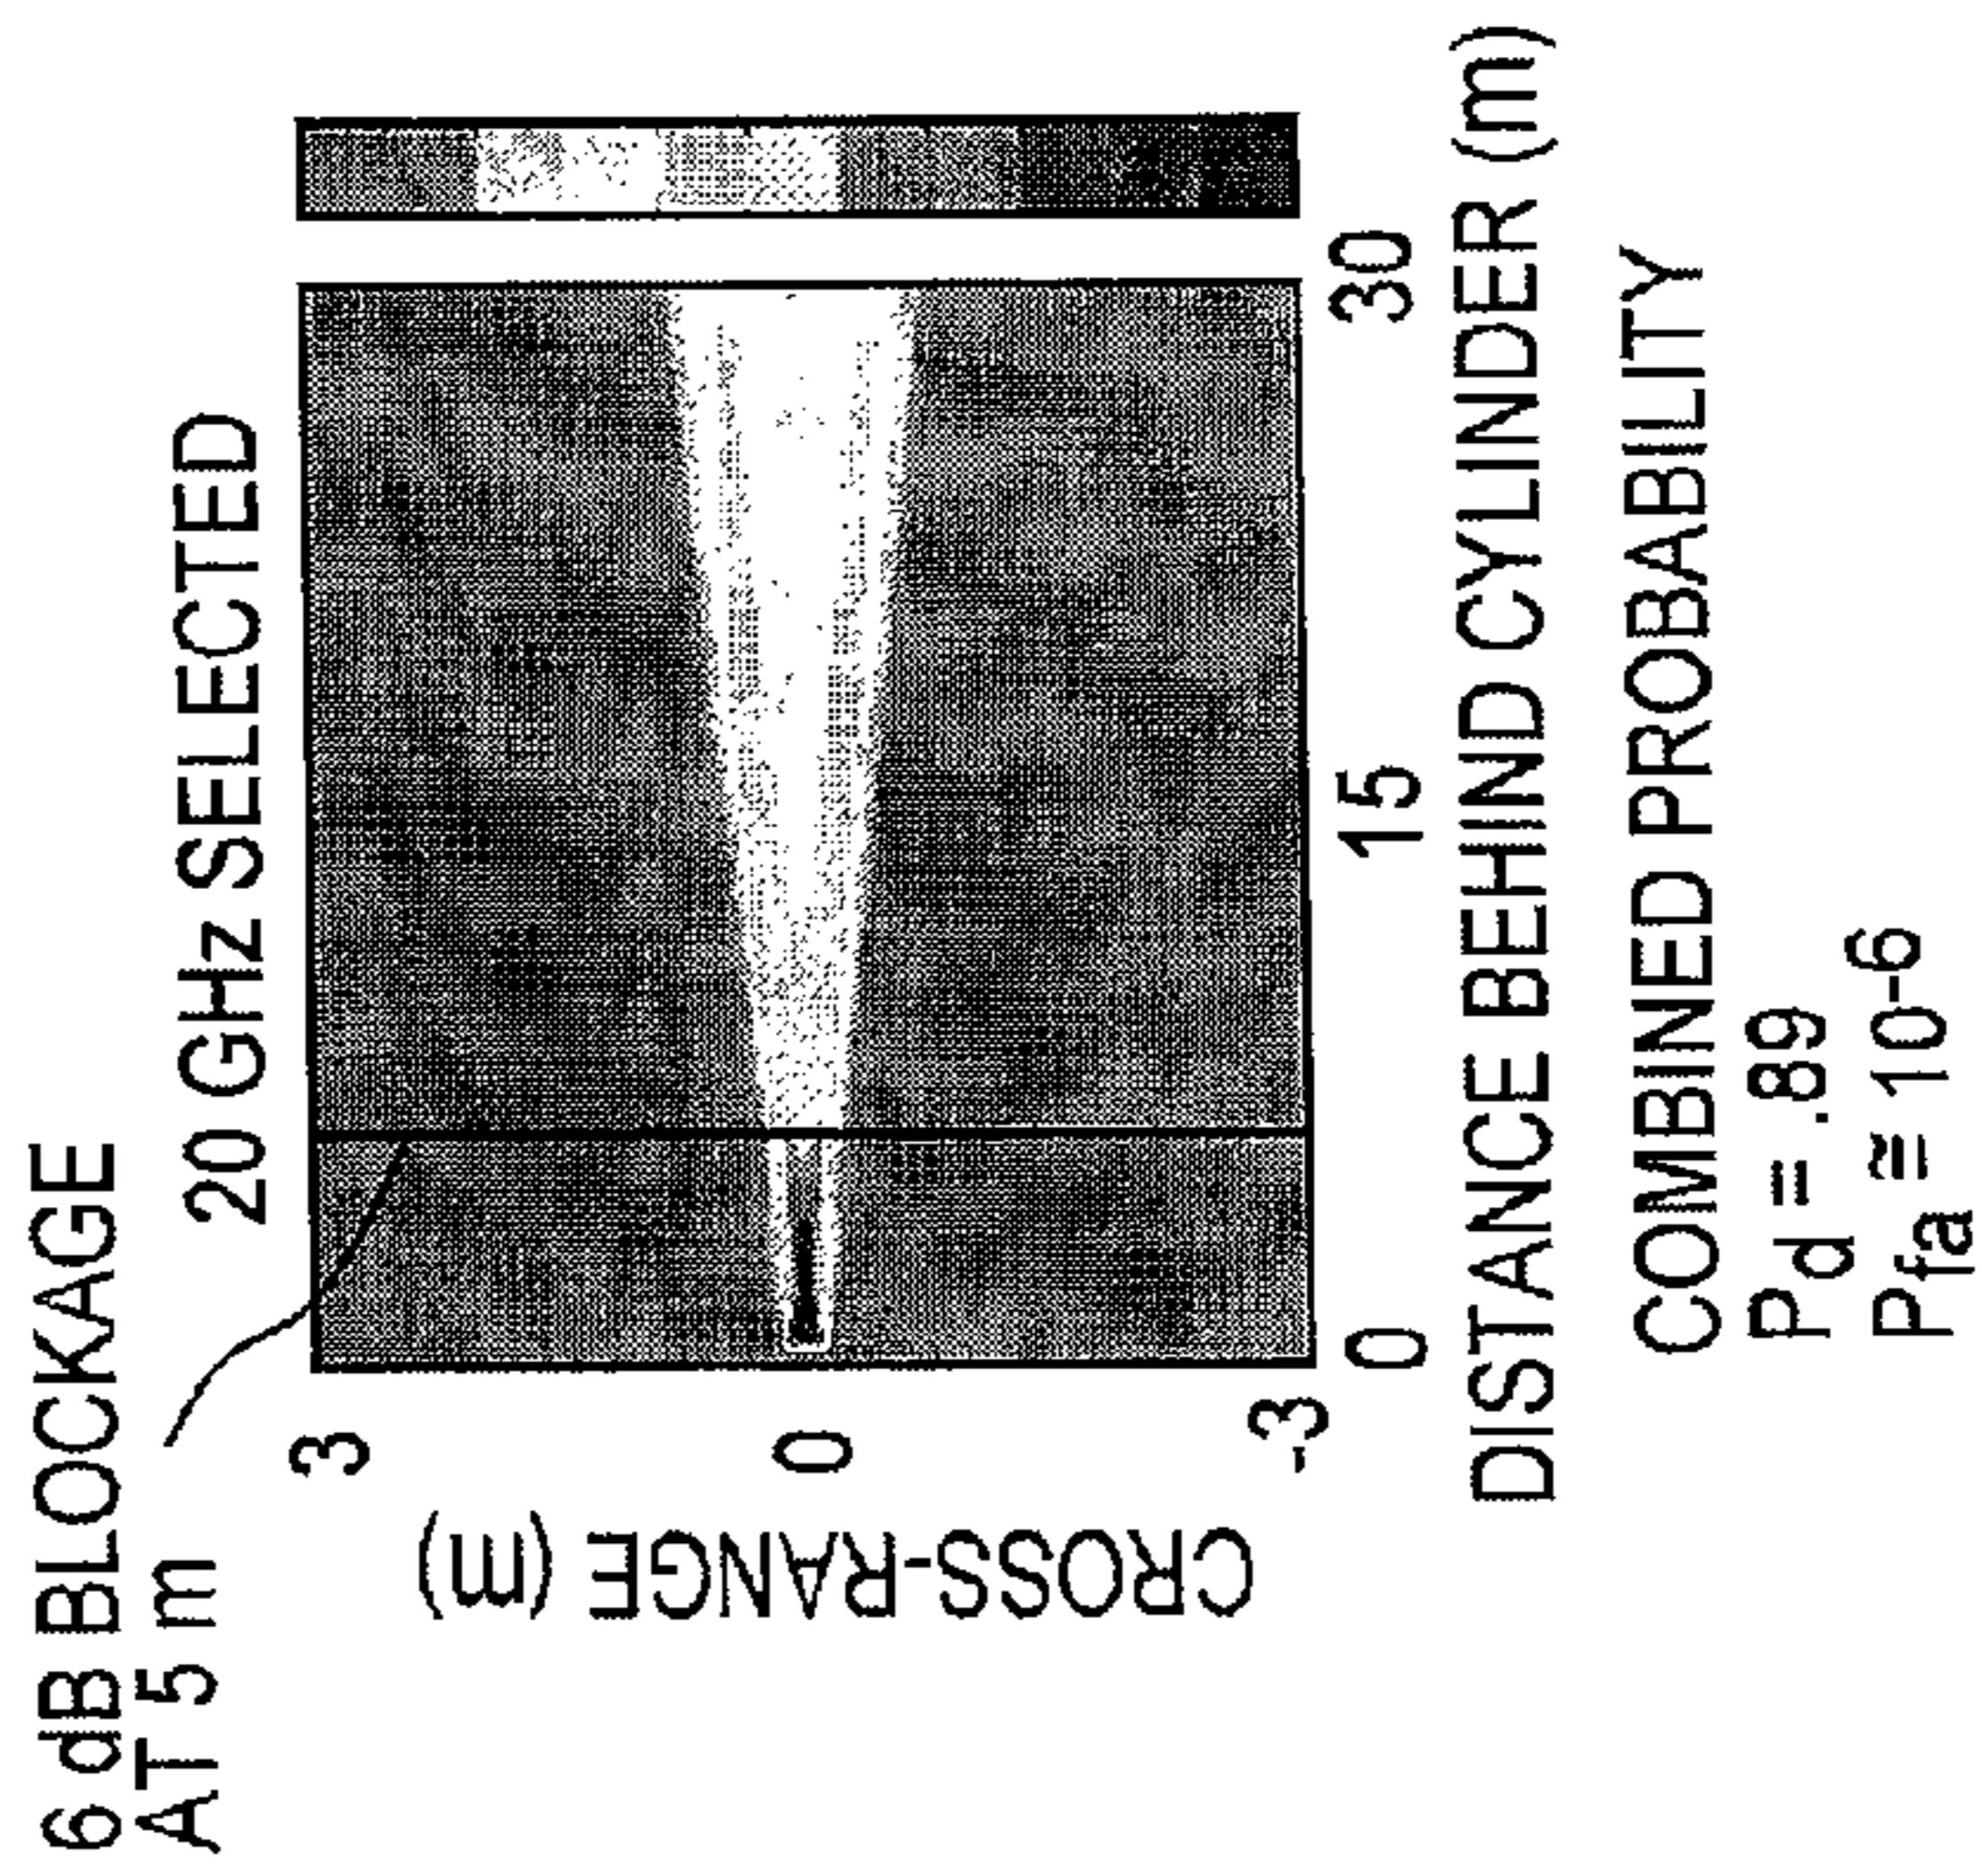 6 dB BLOCKAGE
AT 5 m
20 GHz SELECTED
3
0
-3
CROSS-RANGE (m)
0 15 30
DISTANCE BEHIND CYLINDER (m)
COMBINED PROBABILITY
Pd = .89
Pfa ≅ 10-6